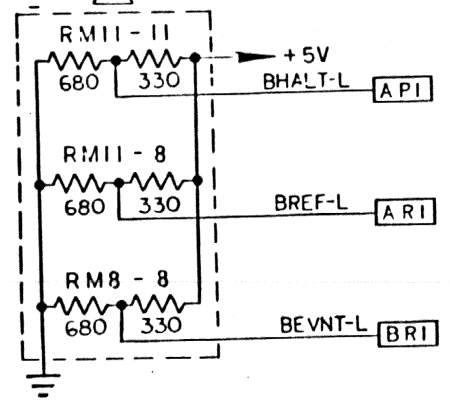 RM11-11
+5V
680 330
BHALT-L
AP1
RM11-8
680 330
BREF-L
AR1
RM8-8
680 330
BEVNT-L
BR1